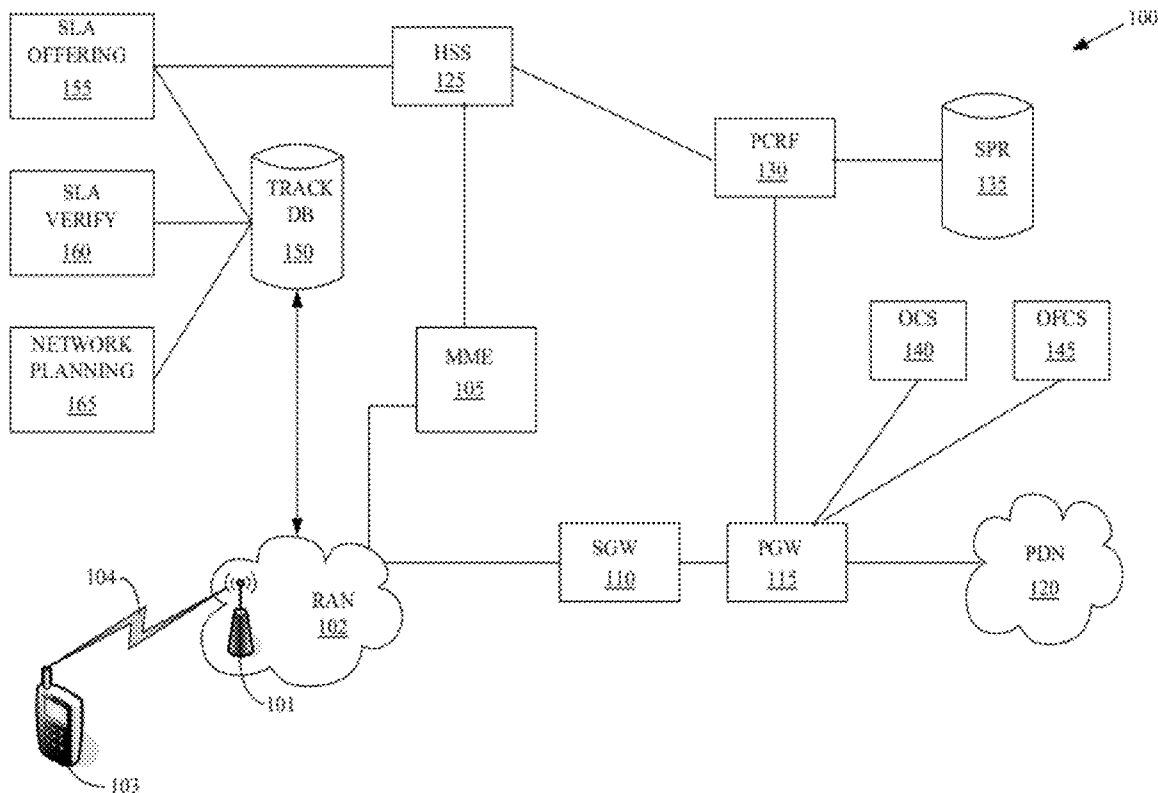 100
SLA
OFFERING
155
HSS
125
PCRF
130
SPR
135
SLA
VERIFY
160
TRACK
DB
150
NETWORK
PLANNING
165
MME
105
OCS
140
OFCS
145
SGW
110
PGW
115
PDN
120
RAN
102
104
101
103